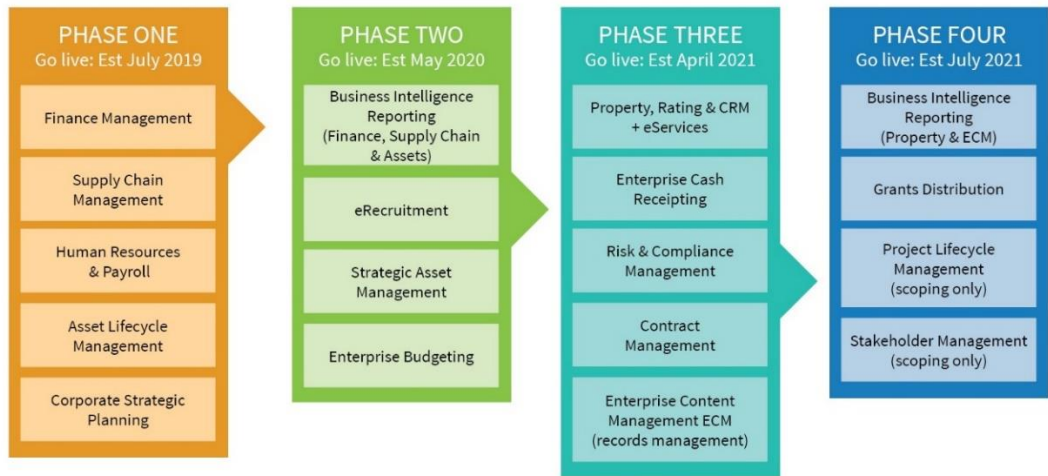 PHASE ONE
Go live: Est July 2019
Finance Management
Supply Chain
Management
Human Resources
& Payroll
Asset Lifecycle
Management
Corporate Strategic
Planning
PHASE TWO
Go live: Est May 2020
Business Intelligence
Reporting
(Finance, Supply Chain
& Assets)
eRecruitment
Strategic Asset
Management
Enterprise Budgeting
PHASE THREE
Go live: Est April 2021
Property, Rating & CRM
+ eServices
Enterprise Cash
Receipting
Risk & Compliance
Management
Contract
Management
Enterprise Content
Management ECM
(records management)
PHASE FOUR
Go live: Est July 2021
Business Intelligence
Reporting
(Property & ECM)
Grants Distribution
Project Lifecycle
Management
(scoping only)
Stakeholder Management
(scoping only)